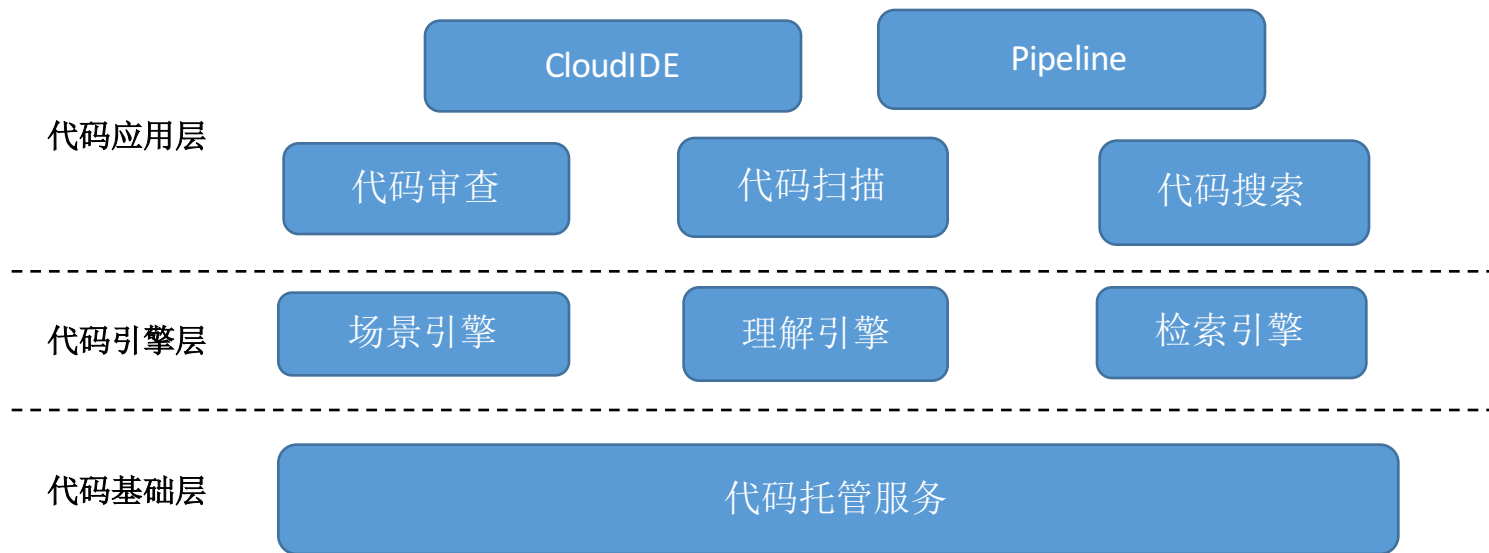 CloudIDE
Pipeline
代码应用层
代码审查
代码扫描
代码搜索
代码引擎层
场景引擎
理解引擎
检索引擎
代码基础层
代码托管服务